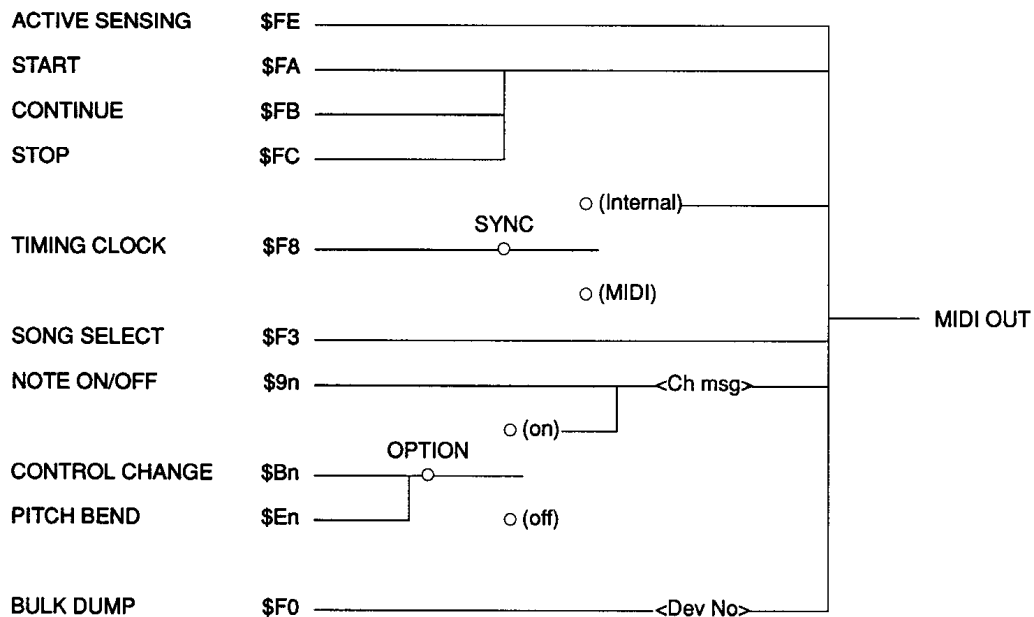 ACTIVE SENSING $FE
START $FA
CONTINUE $FB
STOP $FC
(Internal)
SYNC
TIMING CLOCK $F8
(MIDI)
MIDI OUT
SONG SELECT $F3
NOTE ON/OFF $9n <Ch msg>
(on)
OPTION
CONTROL CHANGE $Bn
PITCH BEND $En (off)
BULK DUMP $F0 <Dev No>